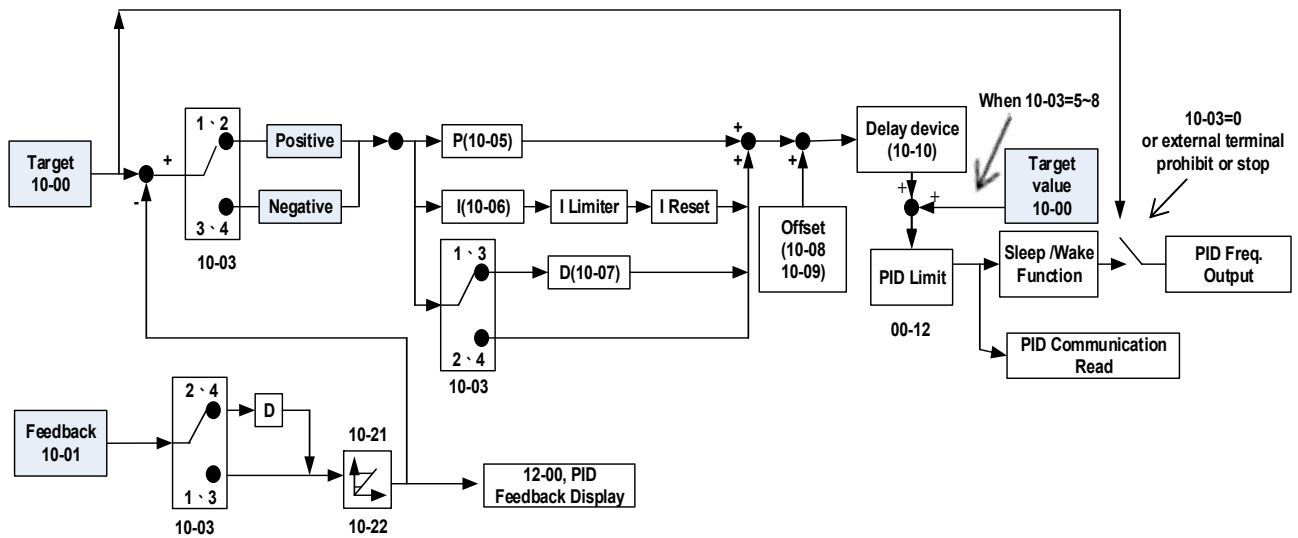 Target
10-00
+
-
1、2
3、4
10-03
Positive
Negative
P(10-05)
I(10-06)
I Limiter
I Reset
1、3
D(10-07)
2、4
10-03
+
+
+
Offset
(10-08
10-09)
Delay device
(10-10)
When 10-03=5~8
+
+
Target
value
10-00
PID Limit
00-12
Sleep /Wake
Function
10-03=0
or external terminal
prohibit or stop
PID Freq.
Output
PID Communication
Read
Feedback
10-01
2、4
D
1、3
10-03
10-21
10-22
12-00, PID
Feedback Display